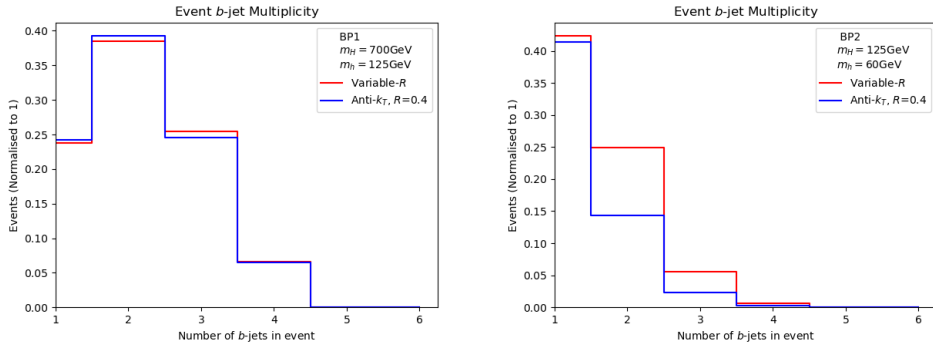 Event b-jet Multiplicity
Events (Normalised to 1)
0.40
0.35
0.30
0.25
0.20
0.15
0.10
0.05
0.00
BP1
m_H = 700GeV
m_h = 125GeV
Variable-R
Anti-k_T, R=0.4
1 2 3 4 5 6
Number of b-jets in event
Event b-jet Multiplicity
Events (Normalised to 1)
0.40
0.35
0.30
0.25
0.20
0.15
0.10
0.05
0.00
BP2
m_H = 125GeV
m_h = 60GeV
Variable-R
Anti-k_T, R=0.4
1 2 3 4 5 6
Number of b-jets in event